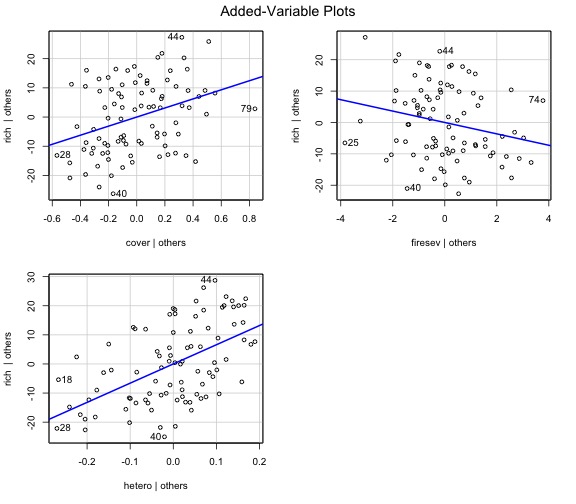 Added-Variable Plots
rich | others
20
10
0
-10
-20
44
79
28
40
-0.6 -0.4 -0.2 0.0 0.2 0.4 0.6 0.8
cover | others
rich | others
20
10
0
-10
-20
44
74
25
40
-4 -2 0 2 4
firesev | others
rich | others
30
20
10
0
-10
-20
44
18
28
40
-0.2 -0.1 0.0 0.1 0.2
hetero | others